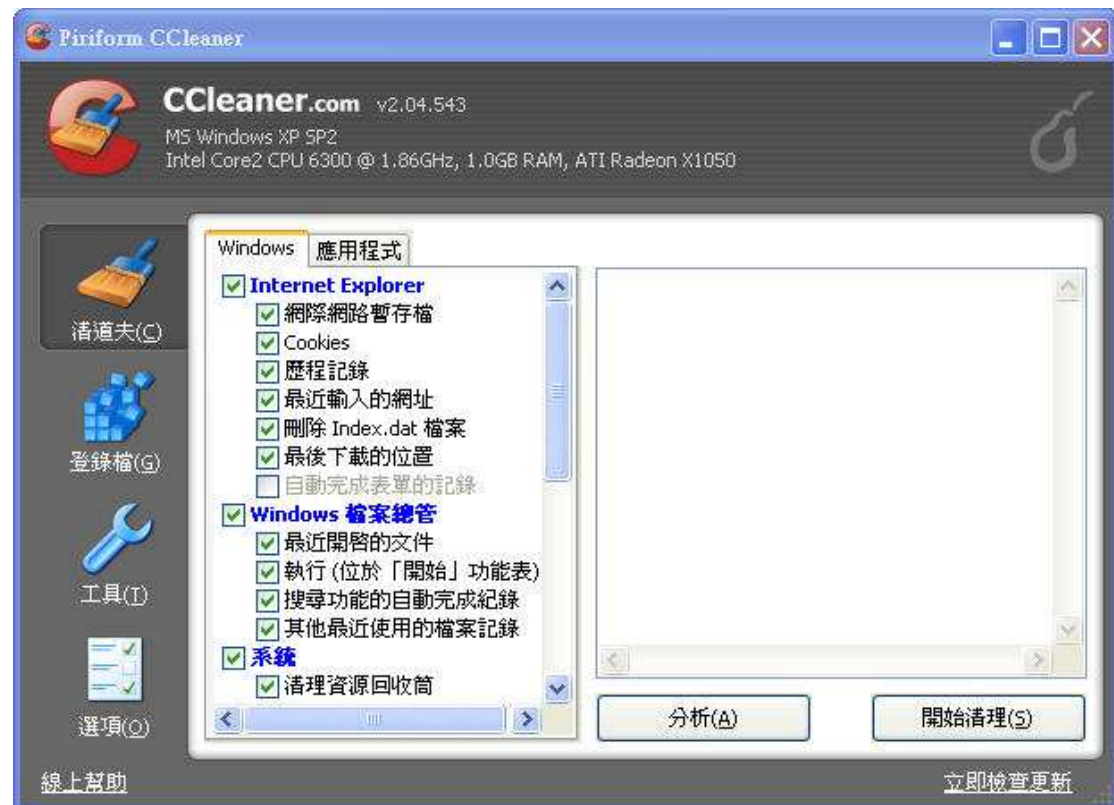 Piriform CCleaner
CCleaner.com v2.04.543
MS Windows XP SP2
Intel Core2 CPU 6300 @ 1.86GHz, 1.0GB RAM, ATI Radeon X1050
清道夫(C)
登錄檔(G)
工具(T)
選項(O)
Windows 應用程式
Internet Explorer
網際網路暫存檔
Cookies
歷程記錄
最近輸入的網址
刪除 Index.dat 檔案
最後下載的位置
自動完成表單的記錄
Windows 檔案總管
最近開啓的文件
執行 (位於「開始」功能表)
搜尋功能的自動完成紀錄
其他最近使用的檔案記錄
系統
清理資源回收筒
分析(A)
開始清理(S)
線上幫助
立即檢查更新